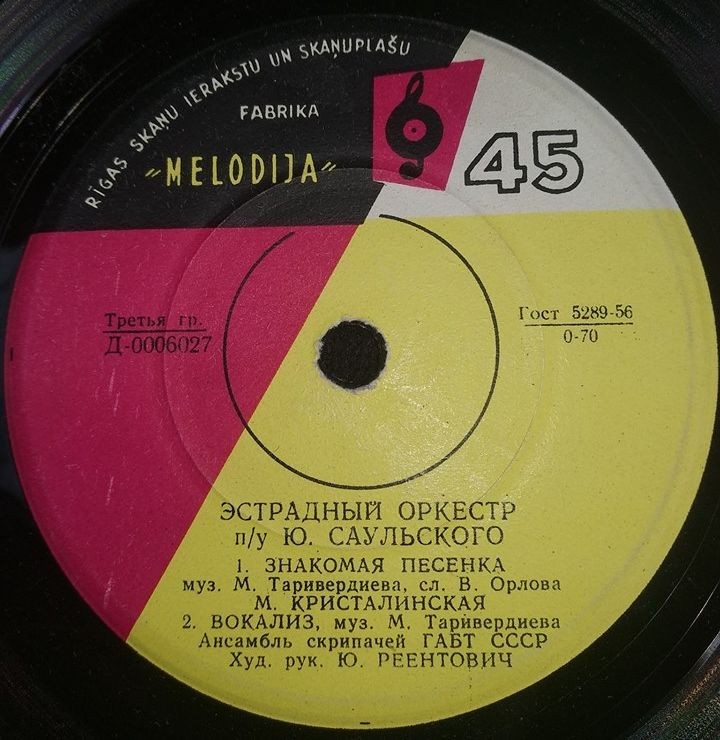 RĪGAS SKAŅU IERAKSTU UN SKAŅUPLAŠU
FABRIKA
„MELODIJA“
45
Третья гр.
Д-0006027
Гост 5289-56
0-70
ЭСТРАДНЫЙ ОРКЕСТР
п/у Ю. САУЛЬСКОГО
1. ЗНАКОМАЯ ПЕСЕНКА
муз. М. Таривердиева, сл. В. Орлова
М. КРИСТАЛИНСКАЯ
2. ВОКАЛИЗ, муз. М. Таривердиева
Ансамбль скрипачей ГАБТ СССР
Худ. рук. Ю. РЕЕНТОВИЧ